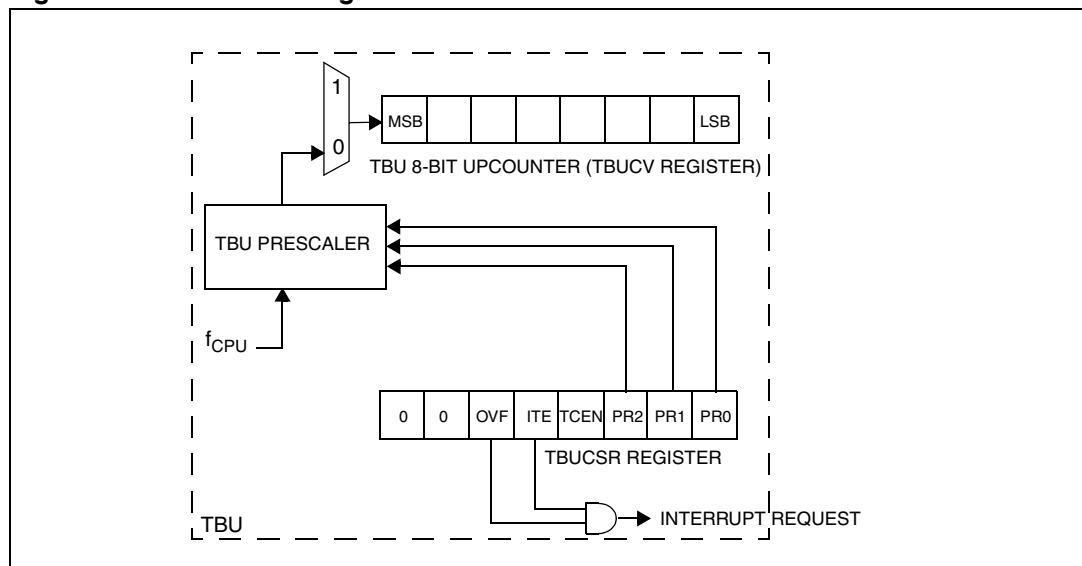 1
MSB LSB
0
TBU 8-BIT UPCOUNTER (TBUCV REGISTER)
TBU PRESCALER
fCPU
0 0 OVF ITE TCEN PR2 PR1 PR0
TBUCSR REGISTER
INTERRUPT REQUEST
TBU